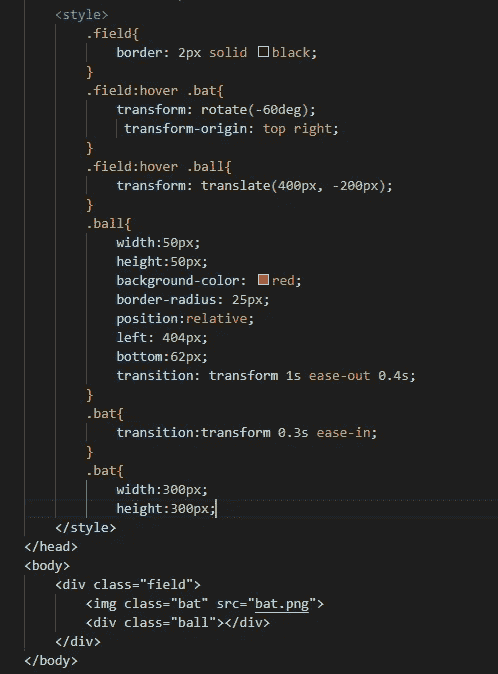 <style>
.field{
border: 2px solid black;
}
.field:hover .bat{
transform: rotate(-60deg);
transform-origin: top right;
}
.field:hover .ball{
transform: translate(400px, -200px);
}
.ball{
width:50px;
height:50px;
background-color: red;
border-radius: 25px;
position:relative;
left: 404px;
bottom:62px;
transition: transform 1s ease-out 0.4s;
}
.bat{
transition:transform 0.3s ease-in;
}
.bat{
width:300px;
height:300px;
</style>
</head>
<body>
<div class="field">
<img class="bat" src="bat.png">
<div class="ball"></div>
</div>
</body>